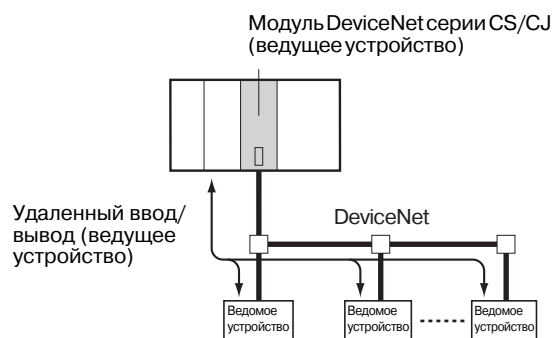 Модуль DeviceNet серии CS/CJ
(ведущее устройство)
Удаленный ввод/
вывод (ведущее
устройство)
DeviceNet
Ведомое
устройство
Ведомое
устройство
Ведомое
устройство